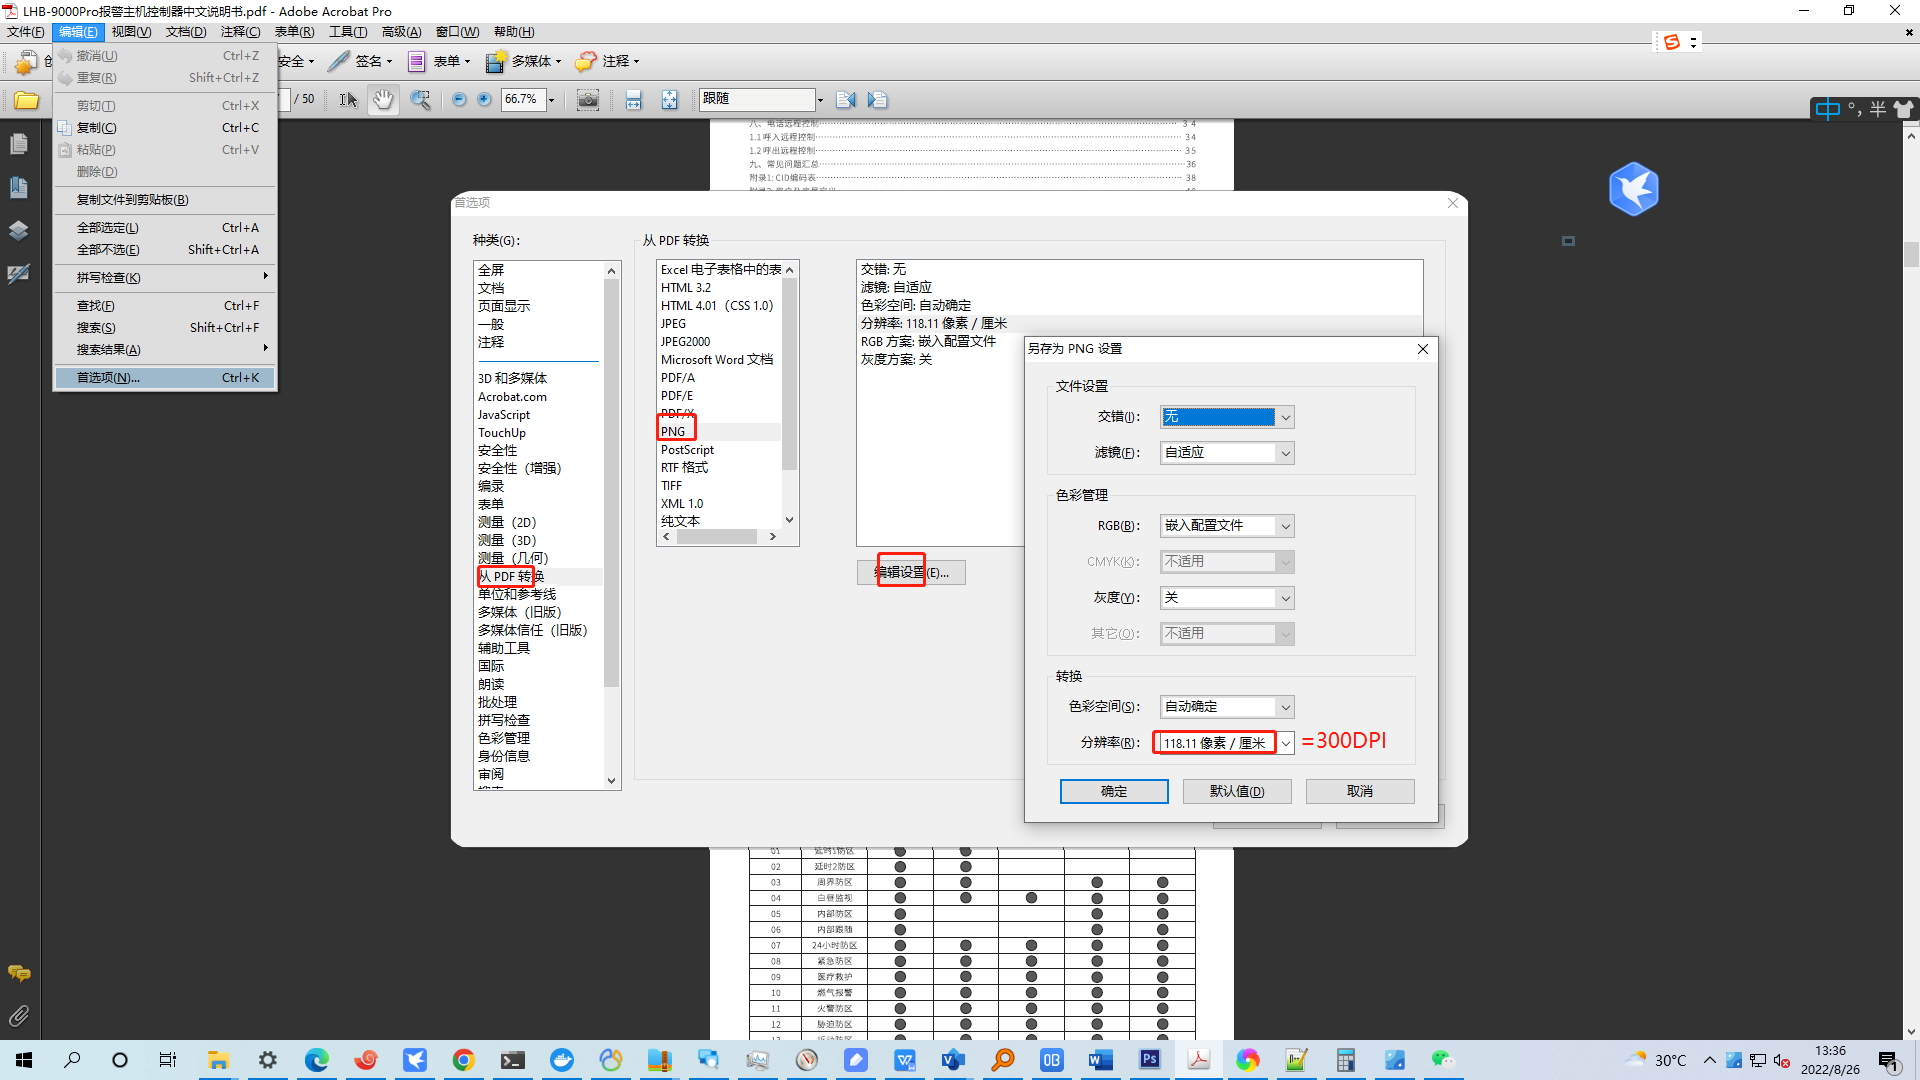 LHB-9000Pro报警主机控制器中文说明书.pdf - Adobe Acrobat Pro
文件(F) 编辑(E) 视图(V) 文档(D) 注释(C) 表单(R) 工具(T) 高级(A) 窗口(W) 帮助(H)
安全 签名 表单 多媒体 注释
/ 50 66.7% 跟随
中 °, 半
撤消(U) Ctrl+Z
重复(R) Shift+Ctrl+Z
剪切(T) Ctrl+X
复制(C) Ctrl+C
粘贴(P) Ctrl+V
删除(D)
复制文件到剪贴板(B)
全部选定(L) Ctrl+A
全部不选(E) Shift+Ctrl+A
拼写检查(K)
查找(F) Ctrl+F
搜索(S) Shift+Ctrl+F
搜索结果(A)
首选项(N)... Ctrl+K
八、电话远程控制 34
1.1 呼入远程控制 34
1.2 呼出远程控制 35
九、常见问题汇总 36
附录1: CID编码表 38
首选项
种类(G):
全屏
文档
页面显示
一般
注释
3D 和多媒体
Acrobat.com
JavaScript
TouchUp
安全性
安全性（增强）
编录
表单
测量（2D）
测量（3D）
测量（几何）
从 PDF 转换
单位和参考线
多媒体（旧版）
多媒体信任（旧版）
辅助工具
国际
朗读
批处理
拼写检查
色彩管理
身份信息
审阅
从 PDF 转换
Excel 电子表格中的表
HTML 3.2
HTML 4.01（CSS 1.0）
JPEG
JPEG2000
Microsoft Word 文档
PDF/A
PDF/E
PDF/X
PNG
PostScript
RTF 格式
TIFF
XML 1.0
纯文本
交错: 无
滤镜: 自适应
色彩空间: 自动确定
分辨率: 118.11 像素 / 厘米
RGB 方案: 嵌入配置文件
灰度方案: 关
编辑设置(E)...
另存为 PNG 设置
文件设置
交错(I): 无
滤镜(F): 自适应
色彩管理
RGB(B): 嵌入配置文件
CMYK(K): 不适用
灰度(Y): 关
其它(O): 不适用
转换
色彩空间(S): 自动确定
分辨率(R): 118.11 像素 / 厘米 =300DPI
确定 默认值(D) 取消
01 延时1防区
02 延时2防区
03 周界防区
04 白昼监视
05 内部防区
06 内部跟随
07 24小时防区
08 紧急防区
09 医疗救护
10 燃气报警
11 火警防区
12 胁迫防区
30°C
13:36
2022/8/26
1